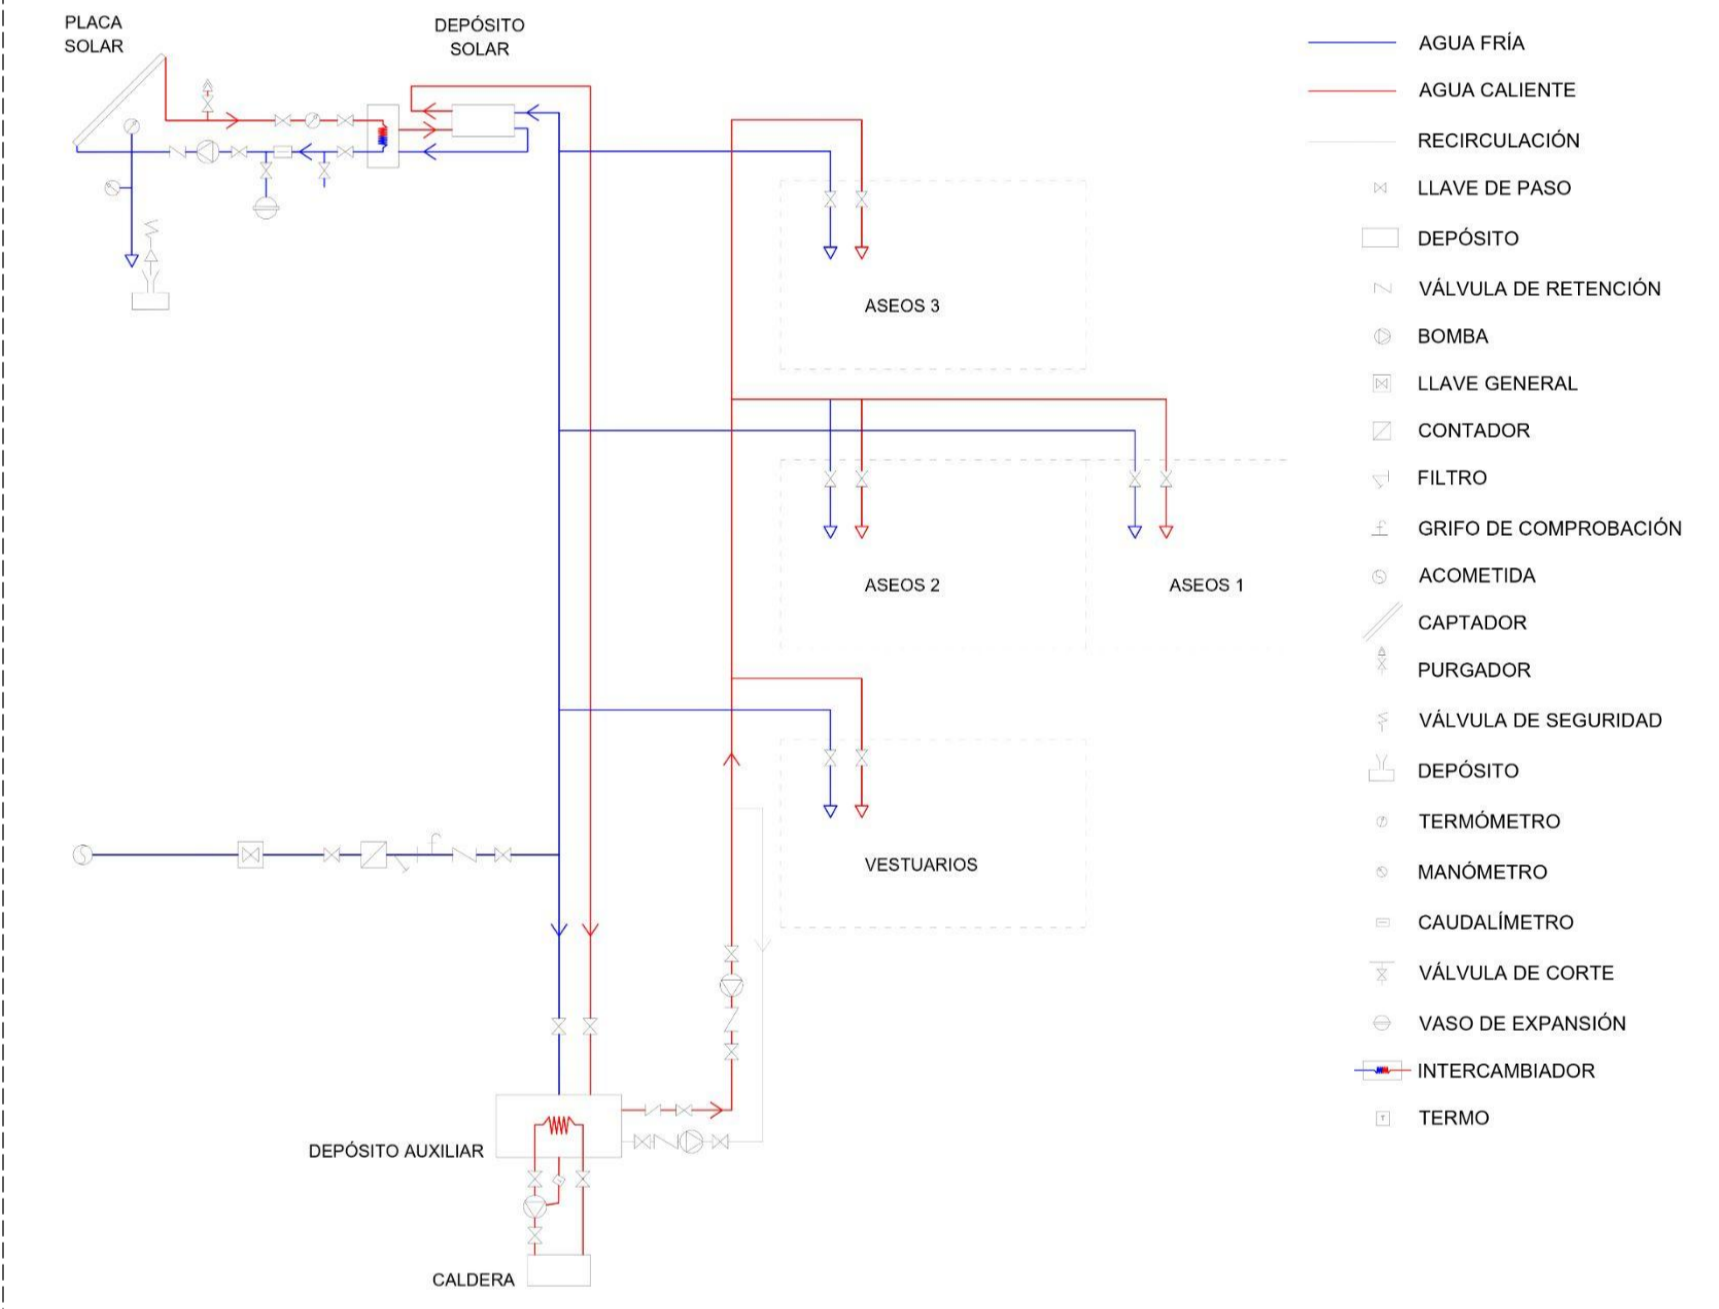 PLACA
SOLAR
DEPÓSITO
SOLAR
ASEOS 3
ASEOS 2
ASEOS 1
VESTUARIOS
DEPÓSITO AUXILIAR
CALDERA
AGUA FRÍA
AGUA CALIENTE
RECIRCULACIÓN
LLAVE DE PASO
DEPÓSITO
VÁLVULA DE RETENCIÓN
BOMBA
LLAVE GENERAL
CONTADOR
FILTRO
GRIFO DE COMPROBACIÓN
ACOMETIDA
CAPTADOR
PURGADOR
VÁLVULA DE SEGURIDAD
DEPÓSITO
TERMÓMETRO
MANÓMETRO
CAUDALÍMETRO
VÁLVULA DE CORTE
VASO DE EXPANSIÓN
INTERCAMBIADOR
T
TERMO